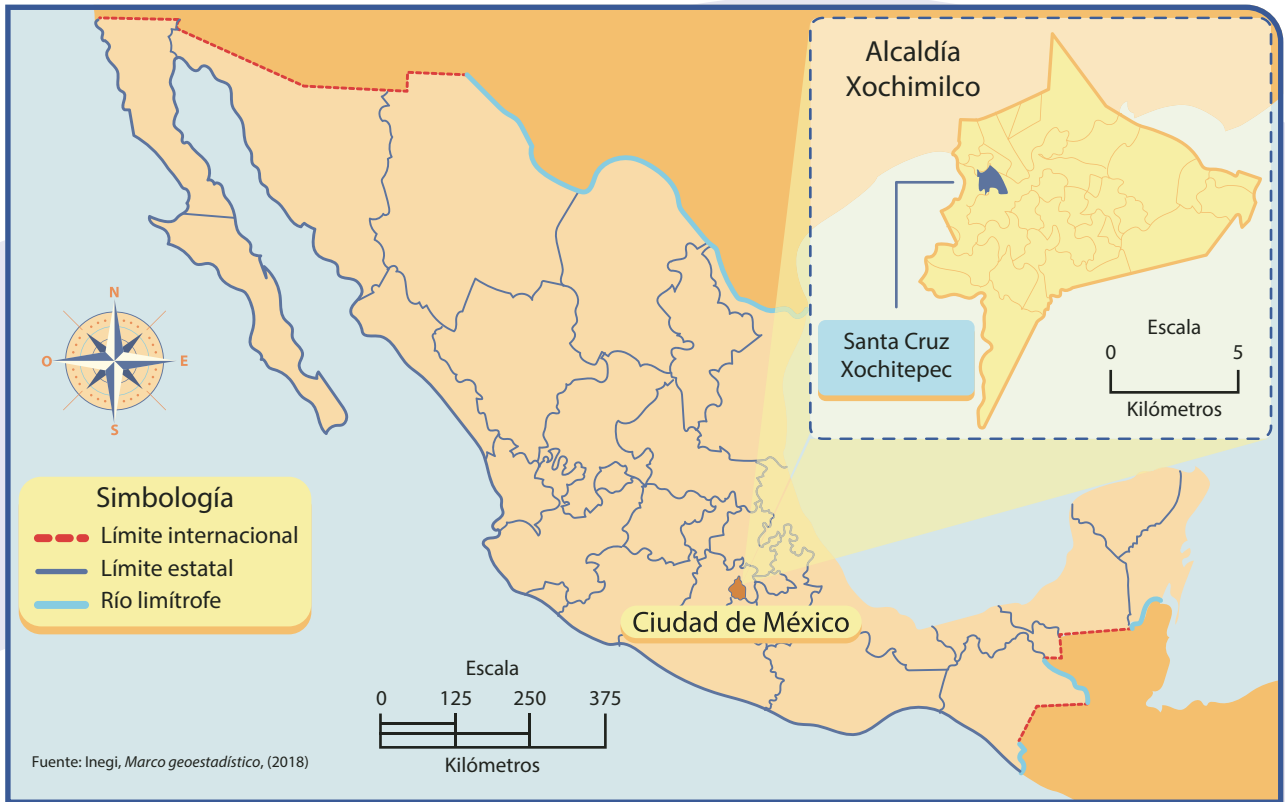 Alcaldía
Xochimilco
Santa Cruz
Xochitepec
Escala
0 5
Kilómetros
N
O E
S
Simbología
Límite internacional
Límite estatal
Río limítrofe
Ciudad de México
Escala
0 125 250 375
Kilómetros
Fuente: Inegi, Marco geoestadístico, (2018)